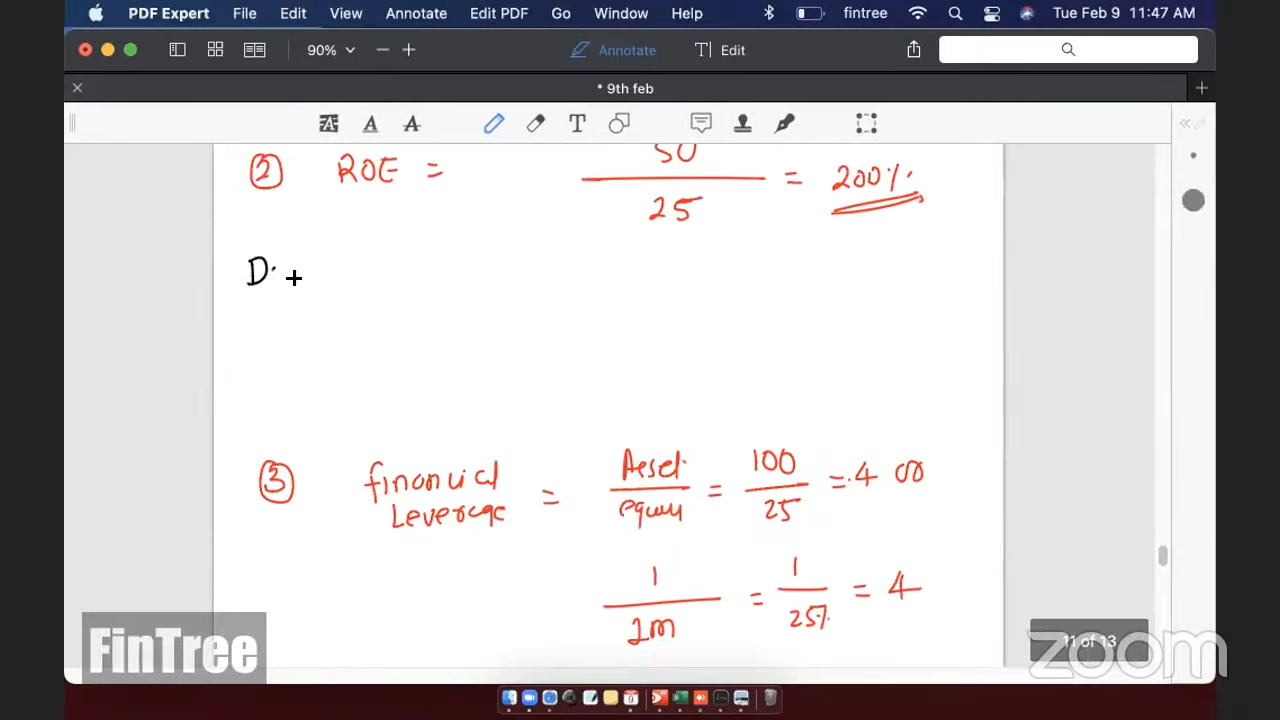 PDF Expert File Edit View Annotate Edit PDF Go Window Help fintree Tue Feb 9 11:47 AM
90% Annotate T Edit
* 9th feb
A A A T
② ROE = 50 / 25 = 200%
D.
③ financial Leverage = Asset / equity = 100 / 25 = 4 or
1 / Im = 1 / 25% = 4
11 of 13
FinTree
zoom